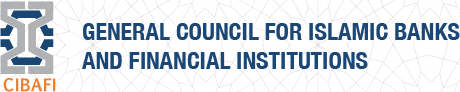 GENERAL COUNCIL FOR ISLAMIC BANKS
AND FINANCIAL INSTITUTIONS
CIBAFI